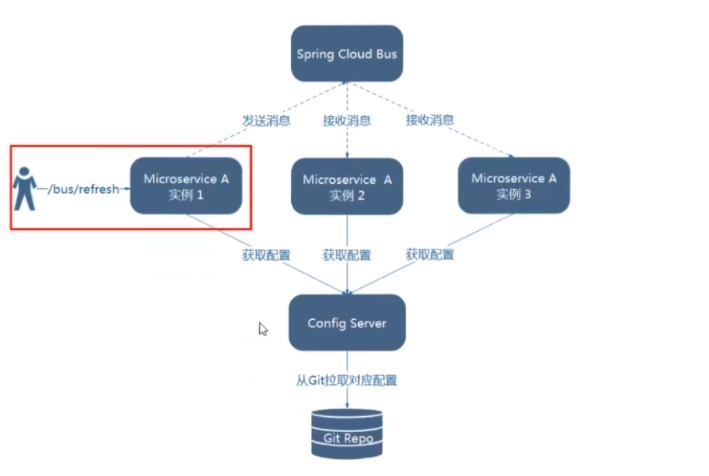 Spring Cloud Bus
发送消息
接收消息
接收消息
/bus/refresh
Microservice A
实例 1
Microservice A
实例 2
Microservice A
实例 3
获取配置
获取配置
获取配置
Config Server
从Git拉取对应配置
Git Repo